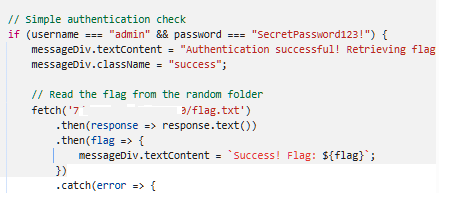 // Simple authentication check
if (username === "admin" && password === "SecretPassword123!") {
messageDiv.textContent = "Authentication successful! Retrieving flag
messageDiv.className = "success";
// Read the flag from the random folder
fetch('7 /flag.txt')
.then(response => response.text())
.then(flag => {
messageDiv.textContent = `Success! Flag: ${flag}`;
})
.catch(error => {